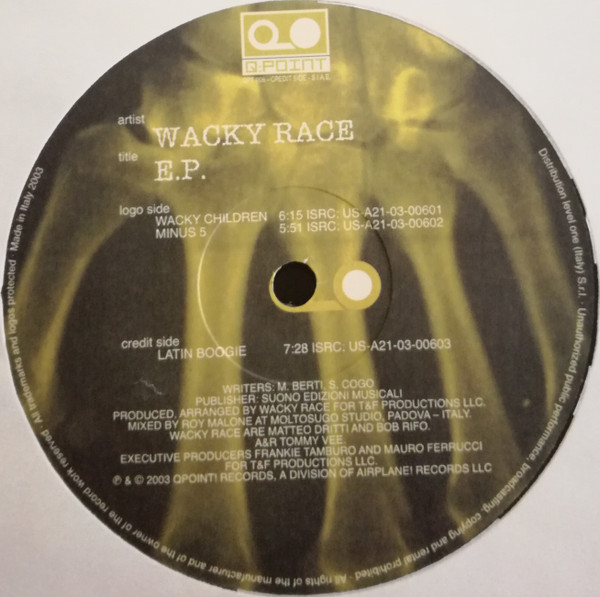 Q.POINT
CREDIT SIDE - S.I.A.E.
artist
WACKY RACE
title
E.P.
logo side
WACKY CHILDREN 6:15 ISRC: US-A21-03-00601
MINUS 5 5:51 ISRC: US-A21-03-00602
credit side
LATIN BOOGIE 7:28 ISRC: US-A21-03-00603
WRITERS: M. BERTI, S. COGO
PUBLISHER: SUONO EDIZIONI MUSICALI
PRODUCED, ARRANGED BY WACKY RACE FOR T&F PRODUCTIONS LLC.
MIXED BY ROY MALONE AT MOLTOSUGO STUDIO, PADOVA – ITALY.
WACKY RACE ARE MATTEO DRITTI AND BOB RIFO.
A&R TOMMY VEE.
EXECUTIVE PRODUCERS FRANKIE TAMBURO AND MAURO FERRUCCI
FOR T&F PRODUCTIONS LLC.
℗ & © 2003 QPOINT! RECORDS, A DIVISION OF AIRPLANE! RECORDS LLC
Distribution level one (Italy) S.r.l. · Unauthorized public performance, broadcasting, copying and rental prohibited · All rights of the manufacturer and of the owner of the record work reserved · All trademarks and logos protected · Made in Italy 2003